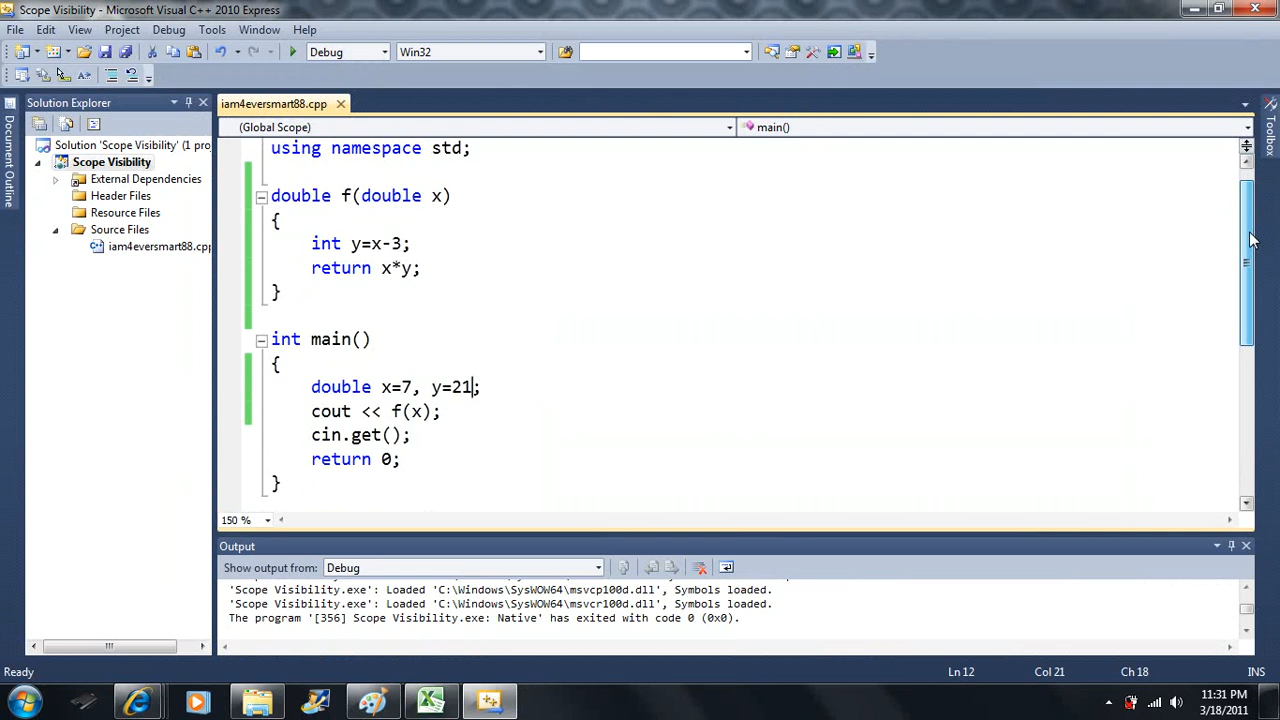 Scope Visibility - Microsoft Visual C++ 2010 Express
File Edit View Project Debug Tools Window Help
Debug Win32
Solution Explorer
iam4eversmart88.cpp
(Global Scope) main()
Document Outline
Toolbox
Solution 'Scope Visibility' (1 proj
Scope Visibility
External Dependencies
Header Files
Resource Files
Source Files
iam4eversmart88.cpp
using namespace std;
double f(double x)
{
int y=x-3;
return x*y;
}
int main()
{
double x=7, y=21;
cout << f(x);
cin.get();
return 0;
}
150 %
Output
Show output from: Debug
'Scope Visibility.exe': Loaded 'C:\Windows\SysWOW64\msvcp100d.dll', Symbols loaded.
'Scope Visibility.exe': Loaded 'C:\Windows\SysWOW64\msvcr100d.dll', Symbols loaded.
The program '[356] Scope Visibility.exe: Native' has exited with code 0 (0x0).
Ready Ln 12 Col 21 Ch 18 INS
11:31 PM
3/18/2011